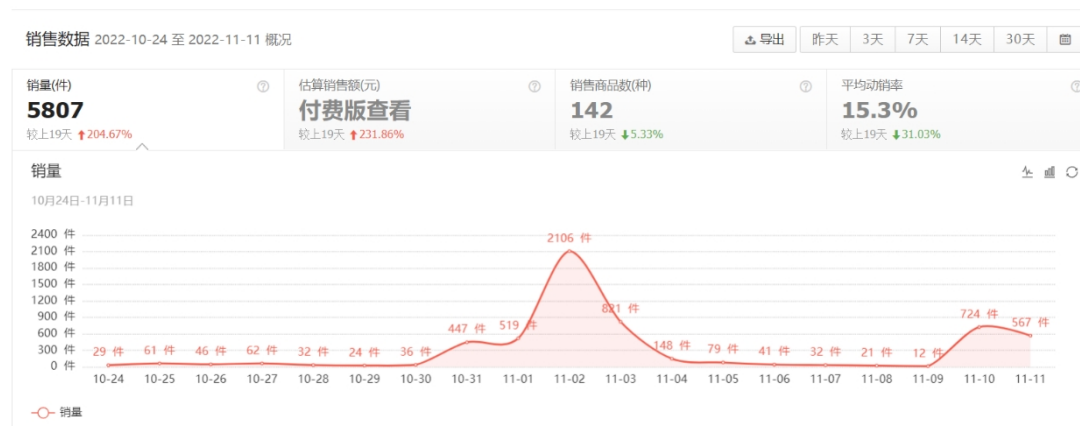 销售数据 2022-10-24 至 2022-11-11 概况
导出 昨天 3天 7天 14天 30天
销量(件) 估算销售额(元) 销售商品数(种) 平均动销率
5807 付费版查看 142 15.3%
较上19天 204.67% 较上19天 231.86% 较上19天 5.33% 较上19天 31.03%
销量
10月24日-11月11日
2400 件
2100 件
1800 件
1500 件
1200 件
900 件
600 件
300 件
0 件
29 件 61 件 46 件 62 件 32 件 24 件 36 件 447 件 519 件 2106 件 821 件 148 件 79 件 41 件 32 件 21 件 12 件 724 件 567 件
10-24 10-25 10-26 10-27 10-28 10-29 10-30 10-31 11-01 11-02 11-03 11-04 11-05 11-06 11-07 11-08 11-09 11-10 11-11
销量